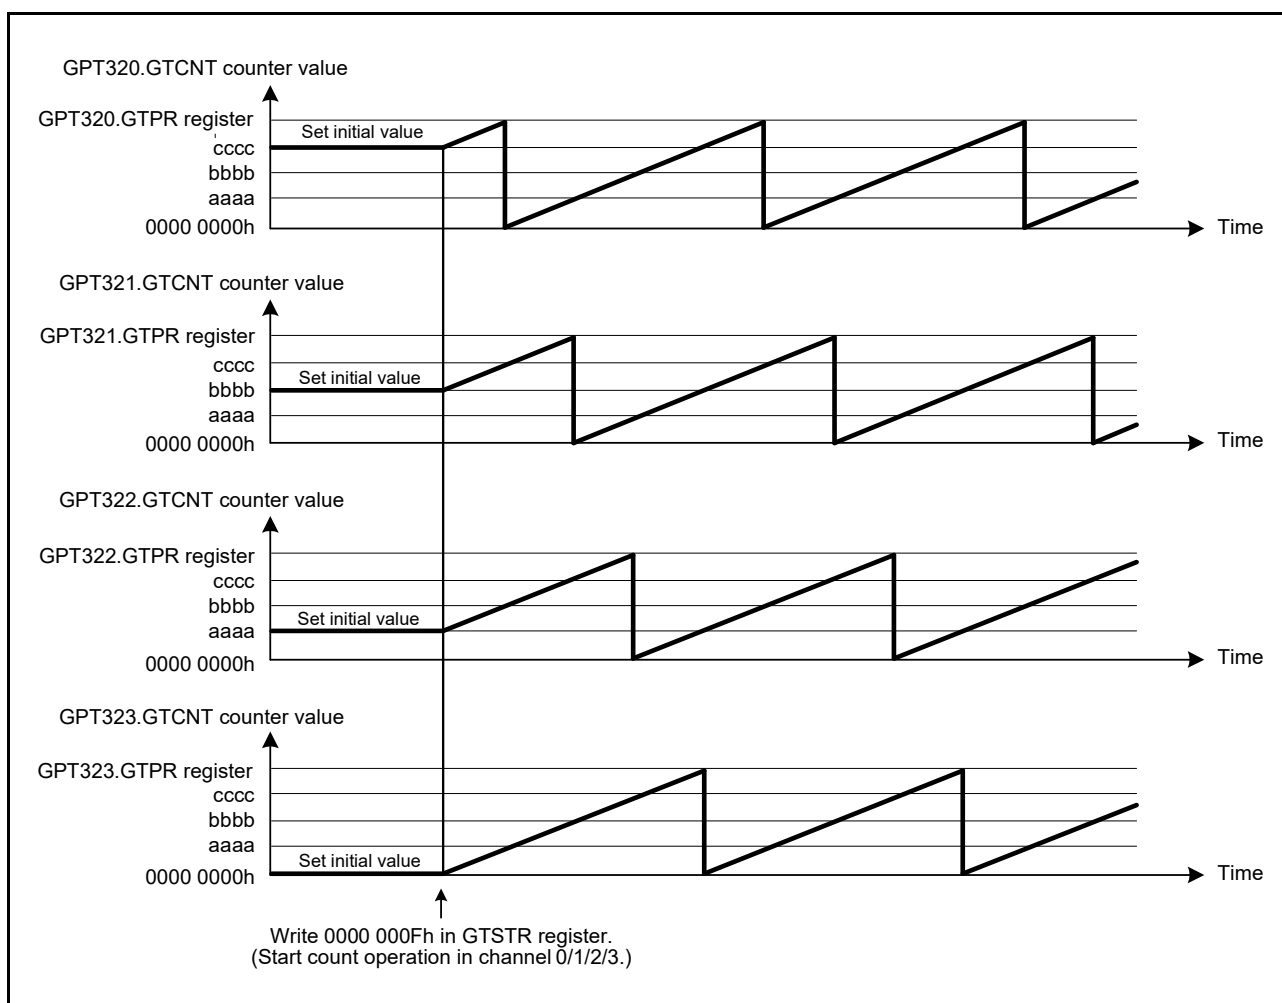 GPT320.GTCNT counter value
GPT320.GTPR register
Set initial value
cccc
bbbb
aaaa
0000 0000h
Time
GPT321.GTCNT counter value
GPT321.GTPR register
cccc
Set initial value
bbbb
aaaa
0000 0000h
Time
GPT322.GTCNT counter value
GPT322.GTPR register
cccc
bbbb
Set initial value
aaaa
0000 0000h
Time
GPT323.GTCNT counter value
GPT323.GTPR register
cccc
bbbb
aaaa
Set initial value
0000 0000h
Time
Write 0000 000Fh in GTSTR register.
(Start count operation in channel 0/1/2/3.)